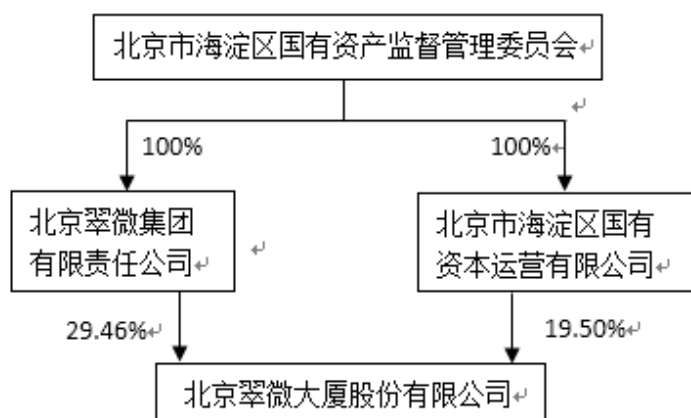 北京市海淀区国有资产监督管理委员会
100%
100%
北京翠微集团
有限责任公司
北京市海淀区国有
资本运营有限公司
29.46%
19.50%
北京翠微大厦股份有限公司